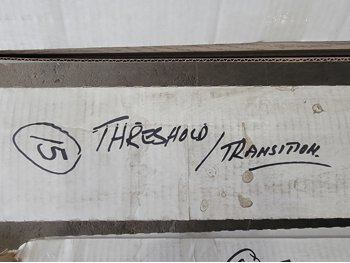 15 THRESHOLD / TRANSITION.